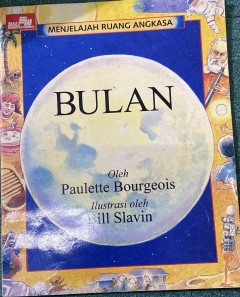 MENJELAJAH RUANG ANGKASA
BULAN
Oleh
Paulette Bourgeois
Ilustrasi oleh
Bill Slavin